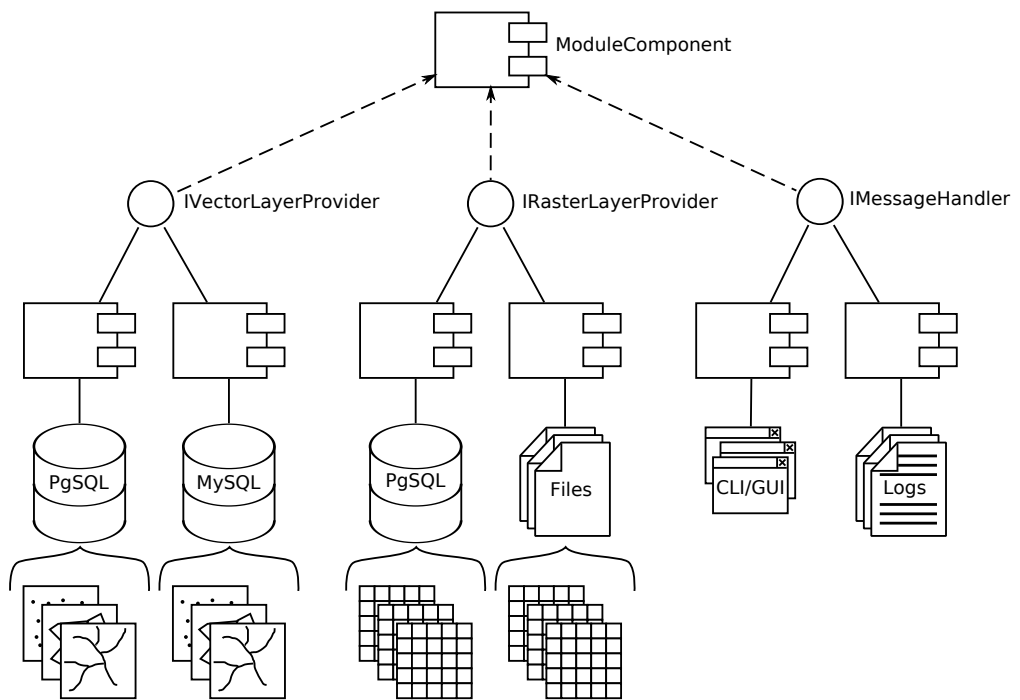 ModuleComponent
IVectorLayerProvider
IRasterLayerProvider
IMessageHandler
PgSQL
MySQL
PgSQL
Files
CLI/GUI
Logs